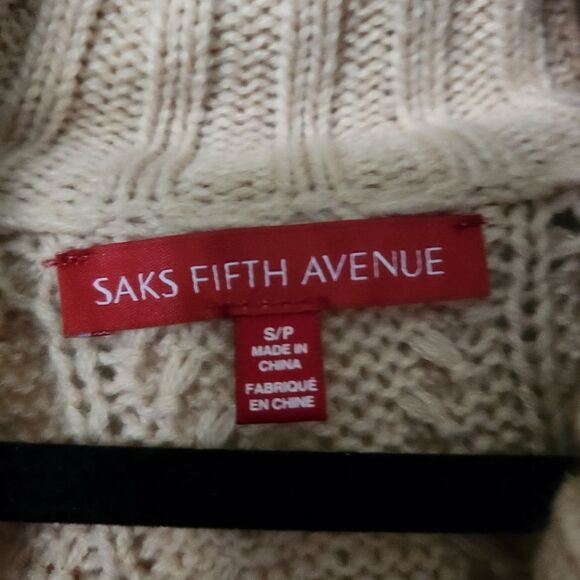 SAKS FIFTH AVENUE
S/P
MADE IN
CHINA
FABRIQUÉ
EN CHINE